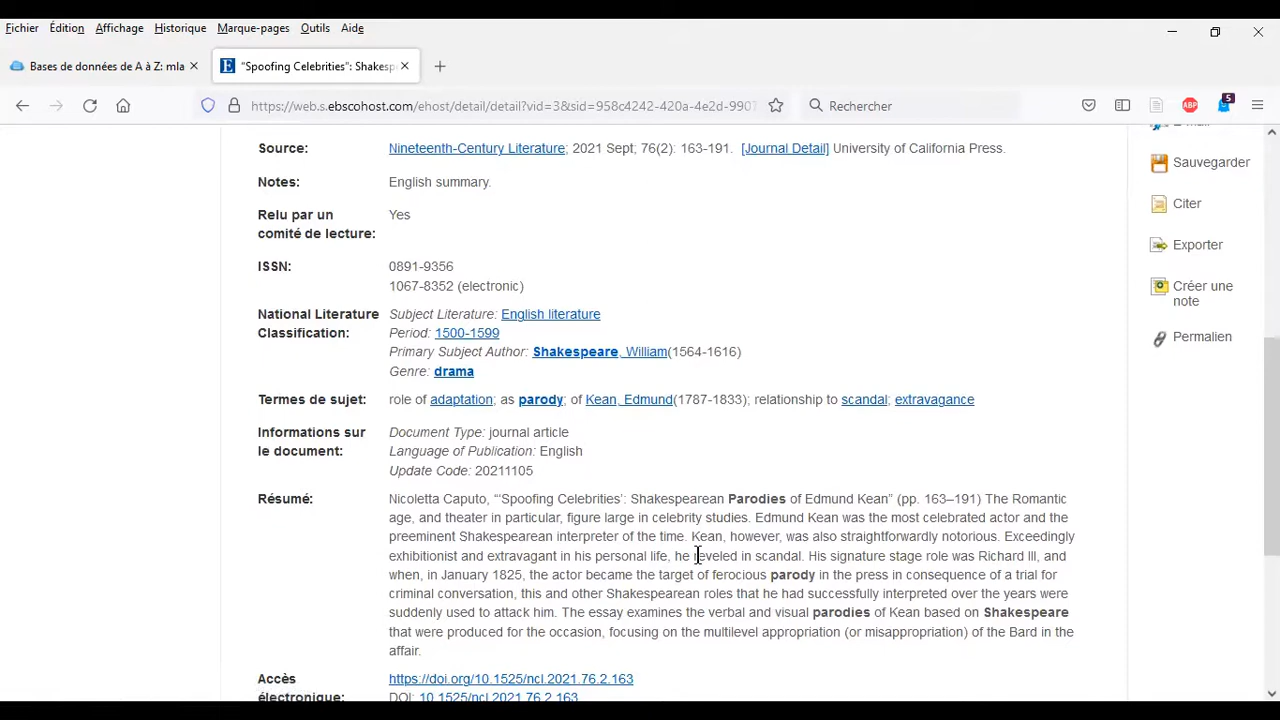 Fichier Édition Affichage Historique Marque-pages Outils Aide
Bases de données de A à Z: mla
"Spoofing Celebrities": Shakesp
https://web.s.ebscohost.com/ehost/detail/detail?vid=3&sid=958c4242-420a-4e2d-990
Rechercher
ABP
5
Source: Nineteenth-Century Literature; 2021 Sept; 76(2): 163-191. [Journal Detail] University of California Press.
Sauvegarder
Notes: English summary.
Citer
Relu par un Yes
comité de lecture:
Exporter
ISSN: 0891-9356
1067-8352 (electronic)
Créer une
note
National Literature Subject Literature: English literature
Classification: Period: 1500-1599
Permalien
Primary Subject Author: Shakespeare, William(1564-1616)
Genre: drama
Termes de sujet: role of adaptation; as parody; of Kean, Edmund(1787-1833); relationship to scandal; extravagance
Informations sur Document Type: journal article
le document: Language of Publication: English
Update Code: 20211105
Résumé: Nicoletta Caputo, “‘Spoofing Celebrities’: Shakespearean Parodies of Edmund Kean” (pp. 163–191) The Romantic
age, and theater in particular, figure large in celebrity studies. Edmund Kean was the most celebrated actor and the
preeminent Shakespearean interpreter of the time. Kean, however, was also straightforwardly notorious. Exceedingly
exhibitionist and extravagant in his personal life, he reveled in scandal. His signature stage role was Richard III, and
when, in January 1825, the actor became the target of ferocious parody in the press in consequence of a trial for
criminal conversation, this and other Shakespearean roles that he had successfully interpreted over the years were
suddenly used to attack him. The essay examines the verbal and visual parodies of Kean based on Shakespeare
that were produced for the occasion, focusing on the multilevel appropriation (or misappropriation) of the Bard in the
affair.
Accès https://doi.org/10.1525/ncl.2021.76.2.163
électronique: DOI: 10.1525/ncl.2021.76.2.163